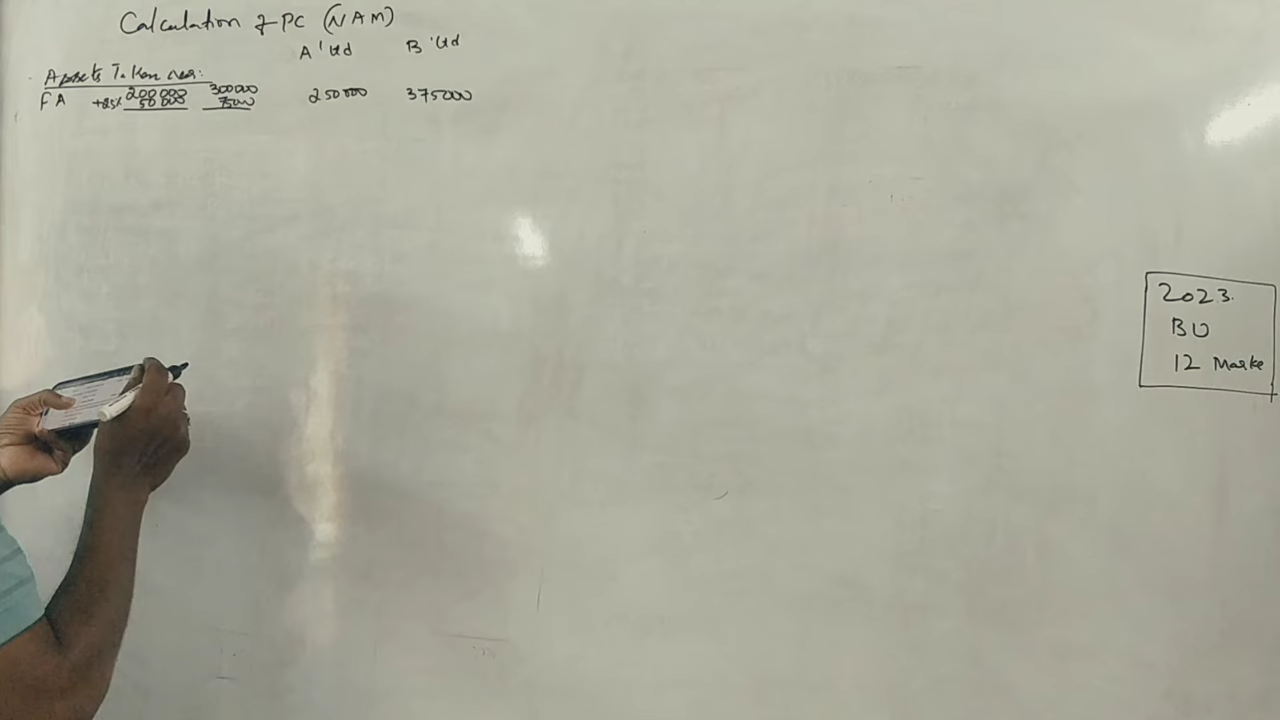 Calculation of PC (NAM)
A 'Ltd B 'Ltd
Assets Taken over:
FA +25% 200000 300000 250000 375000
50000 75000
2023.
BU
12 Marks